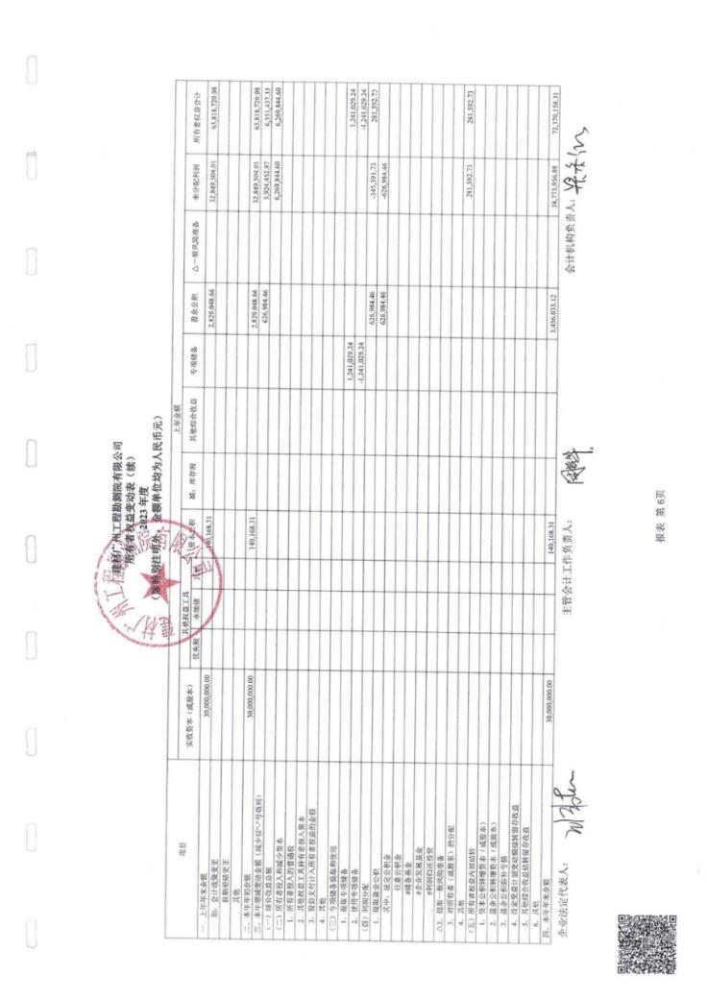 建材广州工程勘测院有限公司
所有者权益变动表（续）
2023 年度
（除特别注明外，金额单位均为人民币元）
项目 上年金额
实收资本（或股本） 其他权益工具 资本公积 减：库存股 其他综合收益 专项储备 盈余公积 △一般风险准备 未分配利润 所有者权益合计
优先股 永续债 其他
一、上年年末余额 30,000,000.00 140,168.31 2,829,048.66 32,849,504.01 65,818,720.98
加：会计政策变更
前期差错更正
其他
二、本年年初余额 30,000,000.00 140,168.31 2,829,048.66 32,849,504.01 65,818,720.98
三、本年增减变动金额（减少以“-”号填列） 626,984.46 5,924,452.87 6,551,437.33
（一）综合收益总额 6,269,844.60 6,269,844.60
（二）所有者投入和减少资本
1、所有者投入的普通股
2、其他权益工具持有者投入资本
3、股份支付计入所有者权益的金额
4、其他
（三）专项储备提取和使用
1、提取专项储备 1,241,029.24 1,241,029.24
2、使用专项储备 -1,241,029.24 -1,241,029.24
（四）利润分配 626,984.46 -345,391.73 281,592.73
1、提取盈余公积 626,984.46 -626,984.46
其中：法定公积金
任意公积金
#储备基金
#企业发展基金
#利润归还投资
△2、提取一般风险准备
3、对所有者（或股东）的分配
4、其他 281,592.73 281,592.73
（五）所有者权益内部结转
1、资本公积转增资本（或股本）
2、盈余公积转增资本（或股本）
3、盈余公积弥补亏损
4、设定受益计划变动额结转留存收益
5、其他综合收益结转留存收益
6、其他
四、本年年末余额 30,000,000.00 140,168.31 3,456,033.12 38,773,956.88 72,370,158.31
企业法定代表人： 主管会计工作负责人： 会计机构负责人：
报表 第 6页